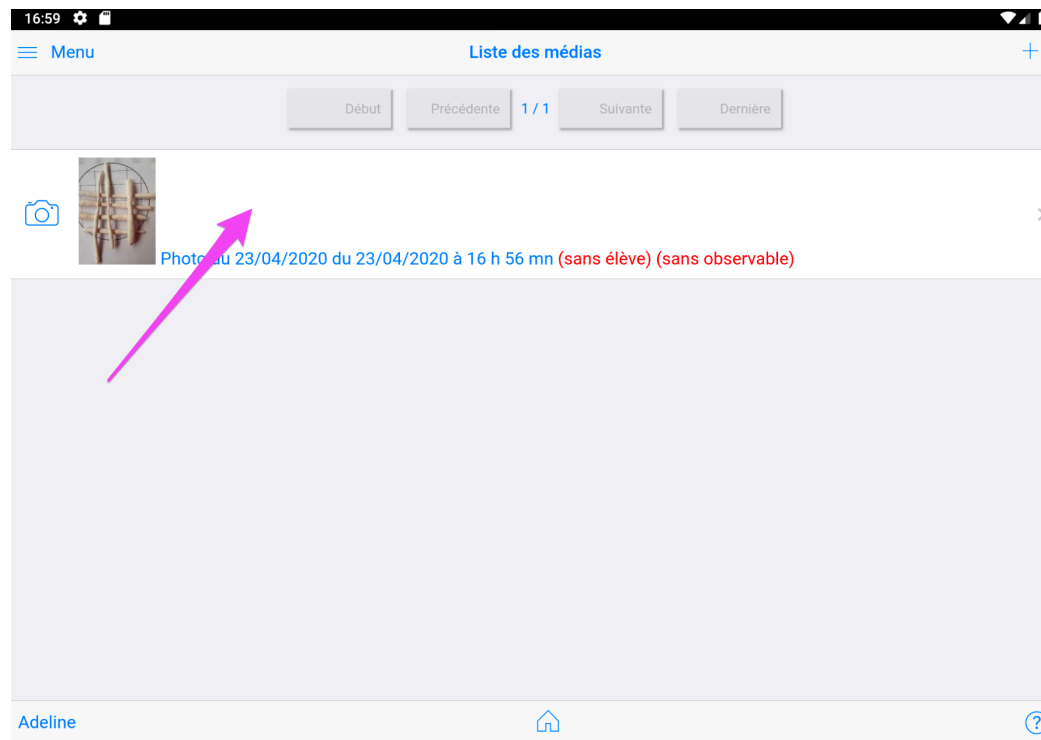 16:59
Menu
Liste des médias
Début
Précédente
1 / 1
Suivante
Dernière
Photo du 23/04/2020 du 23/04/2020 à 16 h 56 mn (sans élève) (sans observable)
Adeline
?